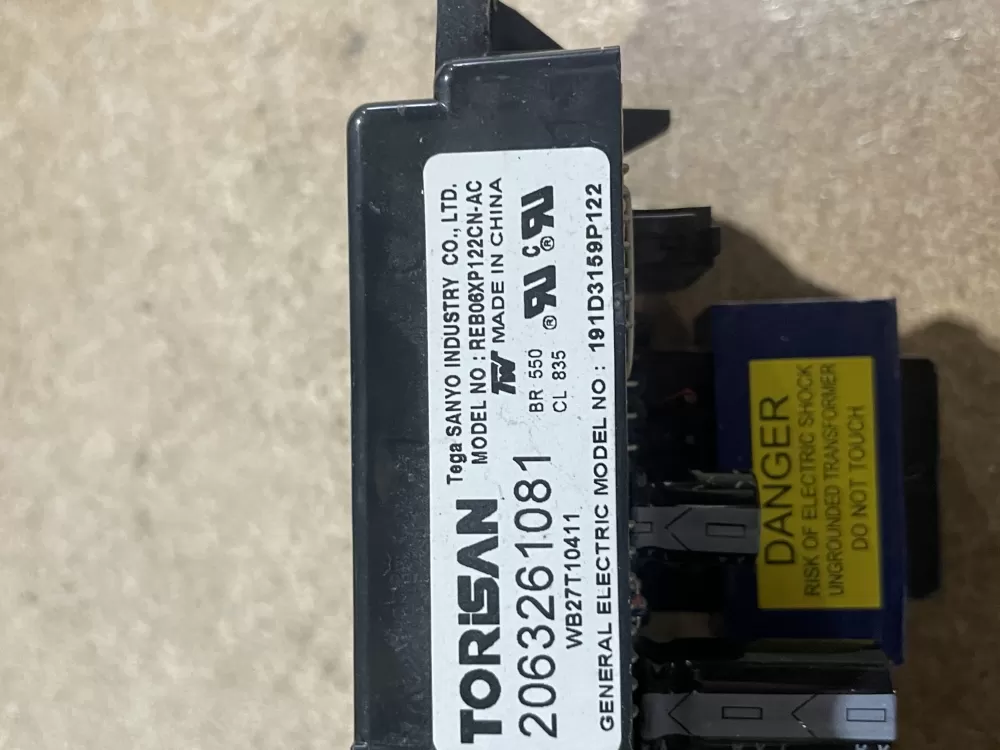 Tega SANYO INDUSTRY CO., LTD.
TORiSAN MODEL NO : REB06XP122CN-AC
TW MADE IN CHINA
2063261081 BR 550
CL 835
WB27T10411
GENERAL ELECTRIC MODEL NO : 191D3159P122
DANGER
RISK OF ELECTRIC SHOCK
UNGROUNDED TRANSFORMER
DO NOT TOUCH